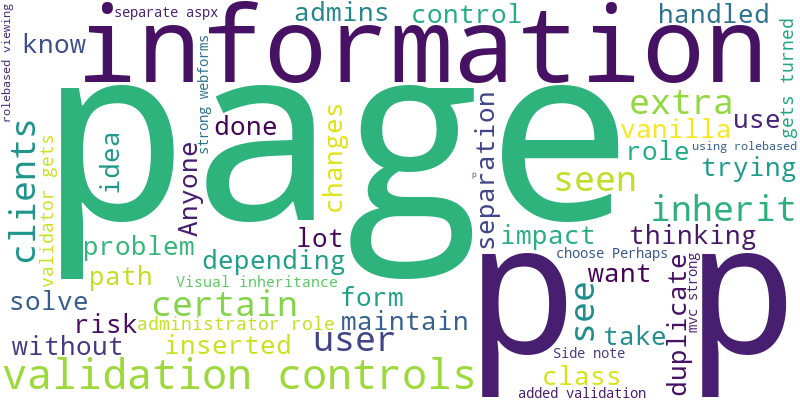 rolebased viewing
separate aspx
admins
control
handled
know
information
gets turned
strong webforms
page
extra
done
vanilla
use
changes
clients
idea
Anyone
separation
role
using rolebased
trying
seen
p
validator gets
inherit
lot
impact
thinking
problem
depending
choose Perhaps
path
Visual inheritance
want
p p
see
duplicate
mvc strong
solve
certain
form
risk
administrator role
maintain
take
without
inserted
user
Side note
validation controls
class
added validation